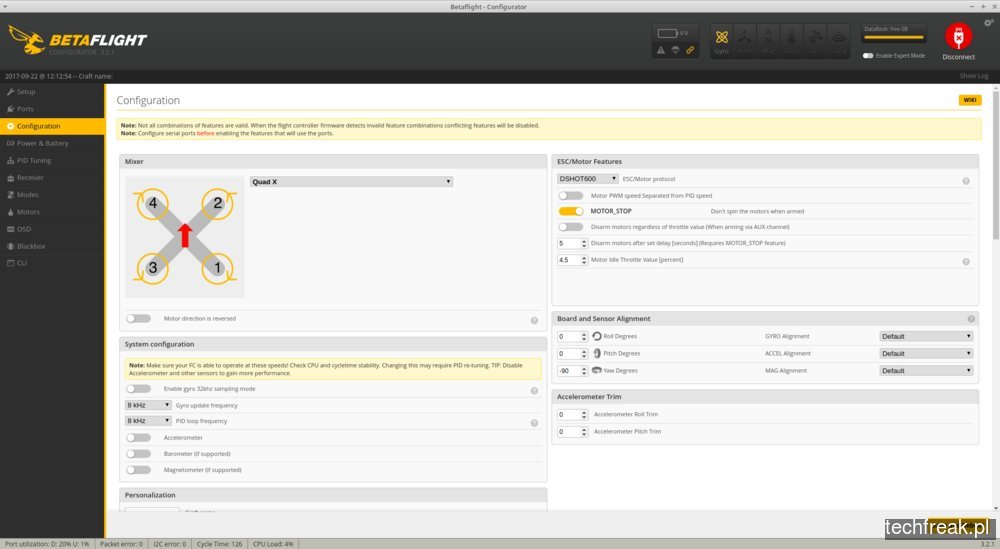 Betaflight - Configurator
BETAFLIGHT
CONFIGURATOR 3.2.1
0 V
Gyro
Dataflash: free 0B
Enable Expert Mode
Disconnect
2017-09-22 @ 12:12:54 -- Craft name:
Show Log
Setup
Ports
Configuration
Power & Battery
PID Tuning
Receiver
Modes
Motors
OSD
Blackbox
CLI
Configuration
WIKI
Note: Not all combinations of features are valid. When the flight controller firmware detects invalid feature combinations conflicting features will be disabled.
Note: Configure serial ports before enabling the features that will use the ports.
Mixer
Quad X
4
2
3
1
Motor direction is reversed
System configuration
Note: Make sure your FC is able to operate at these speeds! Check CPU and cycletime stability. Changing this may require PID re-tuning. TIP: Disable
Accelerometer and other sensors to gain more performance.
Enable gyro 32khz sampling mode
8 kHz Gyro update frequency
8 kHz PID loop frequency
Accelerometer
Barometer (if supported)
Magnetometer (if supported)
Personalization
ESC/Motor Features
DSHOT600 ESC/Motor protocol
Motor PWM speed Separated from PID speed
MOTOR_STOP Don't spin the motors when armed
Disarm motors regardless of throttle value (When arming via AUX channel)
5 Disarm motors after set delay [seconds] (Requires MOTOR_STOP feature)
4.5 Motor Idle Throttle Value [percent]
Board and Sensor Alignment
0 Roll Degrees GYRO Alignment Default
0 Pitch Degrees ACCEL Alignment Default
-90 Yaw Degrees MAG Alignment Default
Accelerometer Trim
0 Accelerometer Roll Trim
0 Accelerometer Pitch Trim
techfreak.pl
Port utilization: D: 20% U: 1% Packet error: 0 I2C error: 0 Cycle Time: 126 CPU Load: 4% 3.2.1